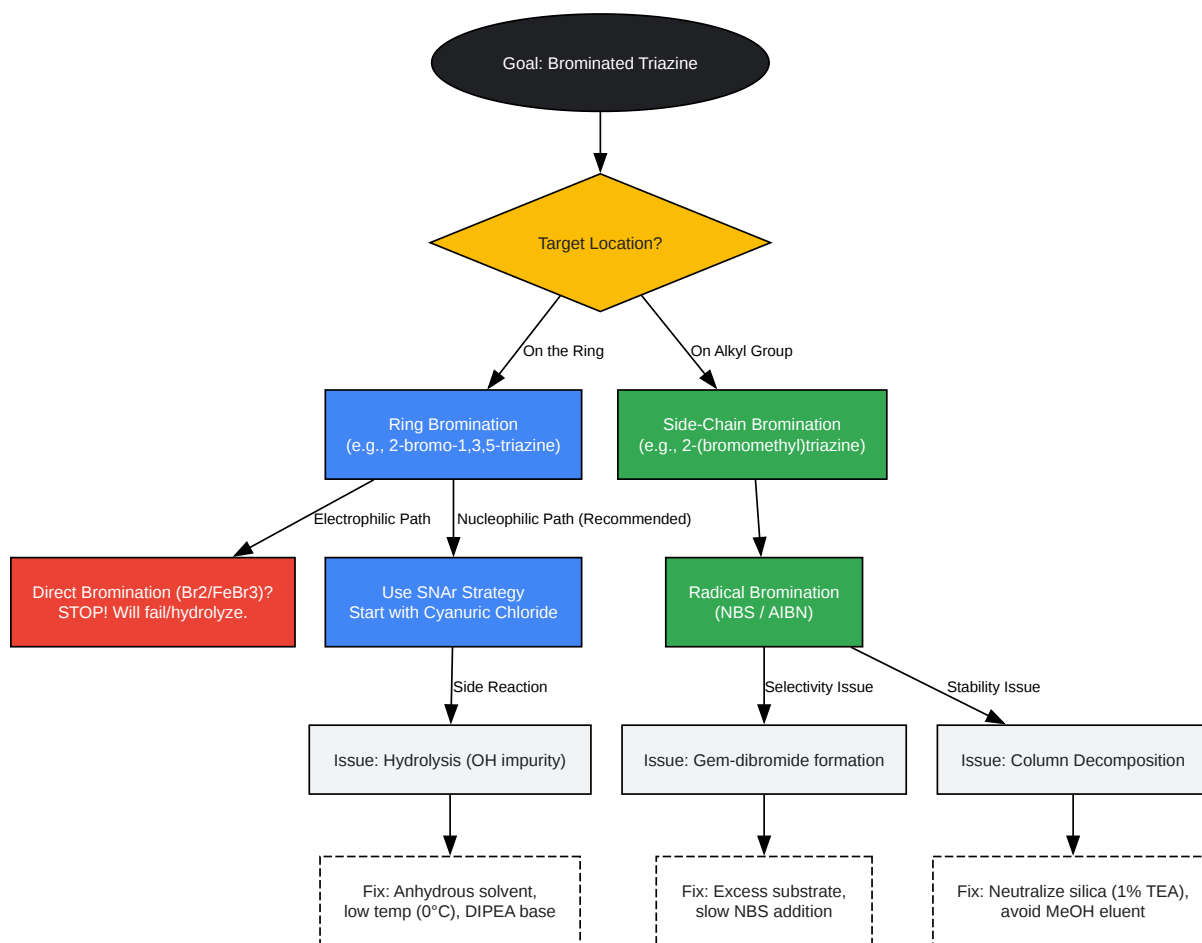 Goal: Brominated Triazine
Target Location?
On the Ring
On Alkyl Group
Ring Bromination
(e.g., 2-bromo-1,3,5-triazine)
Side-Chain Bromination
(e.g., 2-(bromomethyl)triazine)
Electrophilic Path
Nucleophilic Path (Recommended)
Direct Bromination (Br2/FeBr3)?
STOP! Will fail/hydrolyze.
Use SNAr Strategy
Start with Cyanuric Chloride
Radical Bromination
(NBS / AIBN)
Side Reaction
Selectivity Issue
Stability Issue
Issue: Hydrolysis (OH impurity)
Issue: Gem-dibromide formation
Issue: Column Decomposition
Fix: Anhydrous solvent,
low temp (0°C), DIPEA base
Fix: Excess substrate,
slow NBS addition
Fix: Neutralize silica (1% TEA),
avoid MeOH eluent